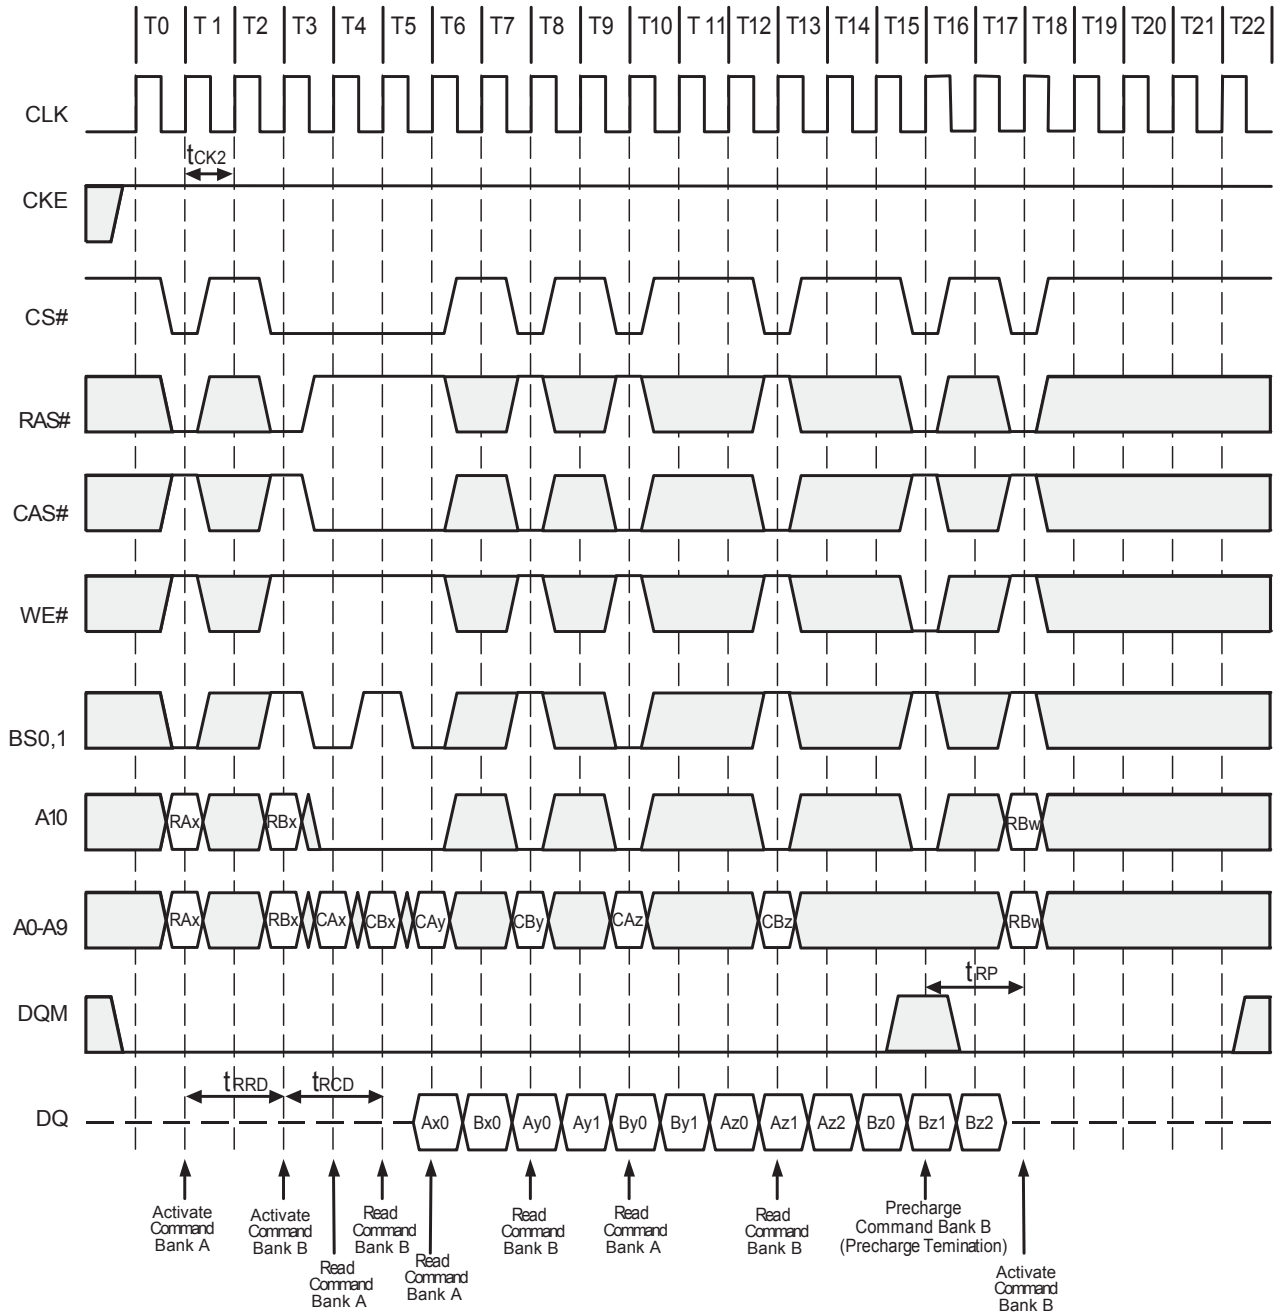 T0 T 1 T2 T3 T4 T5 T6 T7 T8 T9 T10 T 11 T12 T13 T14 T15 T16 T17 T18 T19 T20 T21 T22
CLK
tCK2
CKE
CS#
RAS#
CAS#
WE#
BS0,1
A10
RAx RBx RBw
A0-A9
RAx RBx CAx CBx CAy CBy CAz CBz RBw
tRP
DQM
tRRD tRCD
DQ
Ax0 Bx0 Ay0 Ay1 By0 By1 Az0 Az1 Az2 Bz0 Bz1 Bz2
Activate
Command
Bank A
Activate
Command
Bank B
Read
Command
Bank A
Read
Command
Bank B
Read
Command
Bank A
Read
Command
Bank B
Read
Command
Bank A
Read
Command
Bank B
Precharge
Command Bank B
(Precharge Temination)
Activate
Command
Bank B